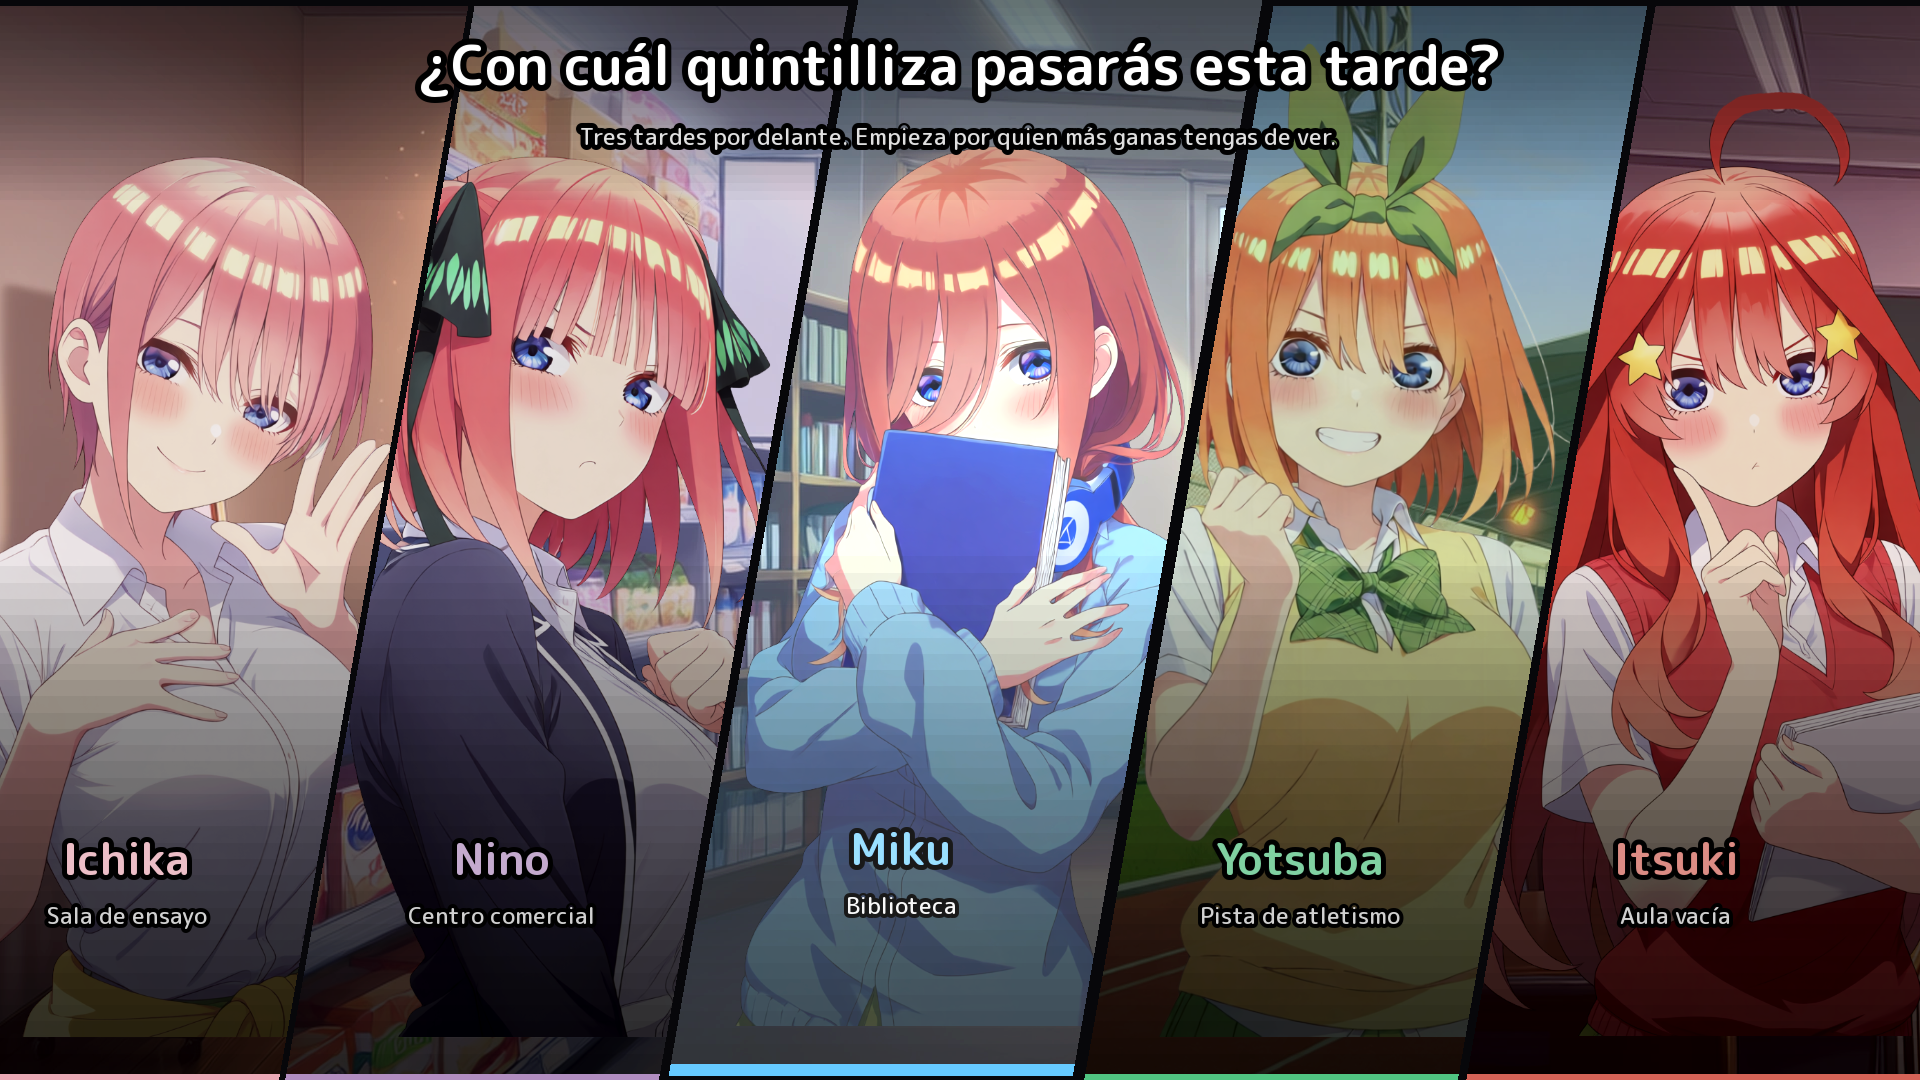 ¿Con cuál quintilliza pasarás esta tarde?
Tres tardes por delante. Empieza por quien más ganas tengas de ver.
Ichika
Sala de ensayo
Nino
Centro comercial
Miku
Biblioteca
Yotsuba
Pista de atletismo
Itsuki
Aula vacía